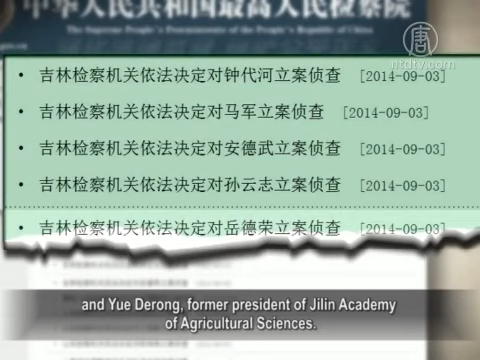 中华人民共和国最高人民检察院
The Supreme People's Procuratorate of the People's Republic of China
唐
ntdtv.com
• 吉林检察机关依法决定对钟代河立案侦查 [2014-09-03]
• 吉林检察机关依法决定对马军立案侦查 [2014-09-03]
• 吉林检察机关依法决定对安德武立案侦查 [2014-09-03]
• 吉林检察机关依法决定对孙云志立案侦查 [2014-09-03]
• 吉林检察机关依法决定对岳德荣立案侦查 [2014-09-03]
and Yue Derong, former president of Jilin Academy
of Agricultural Sciences.